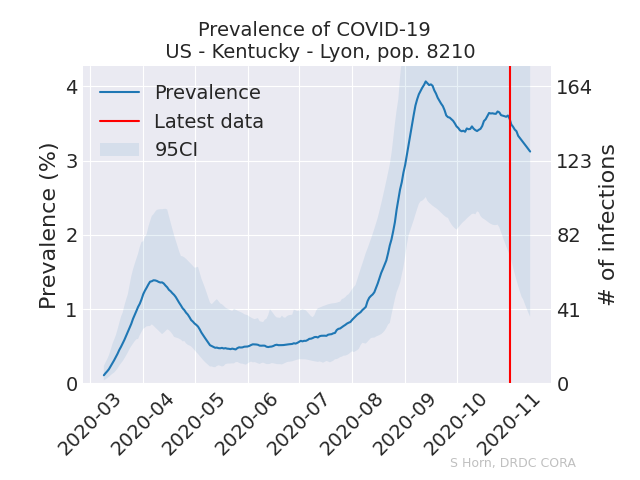 Prevalence of COVID-19
US - Kentucky - Lyon, pop. 8210
Prevalence
Latest data
95CI
Prevalence (%)
4
3
2
1
0
# of infections
164
123
82
41
0
2020-03
2020-04
2020-05
2020-06
2020-07
2020-08
2020-09
2020-10
2020-11
S Horn, DRDC CORA